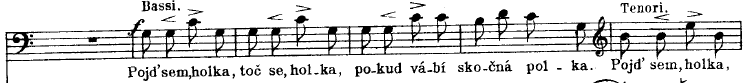 Bassi.
Tenori.
f
Pojď sem, holka, toč se, hol - ka, po - kud vá - bí sko - čná pol - ka. Pojď sem, holka,